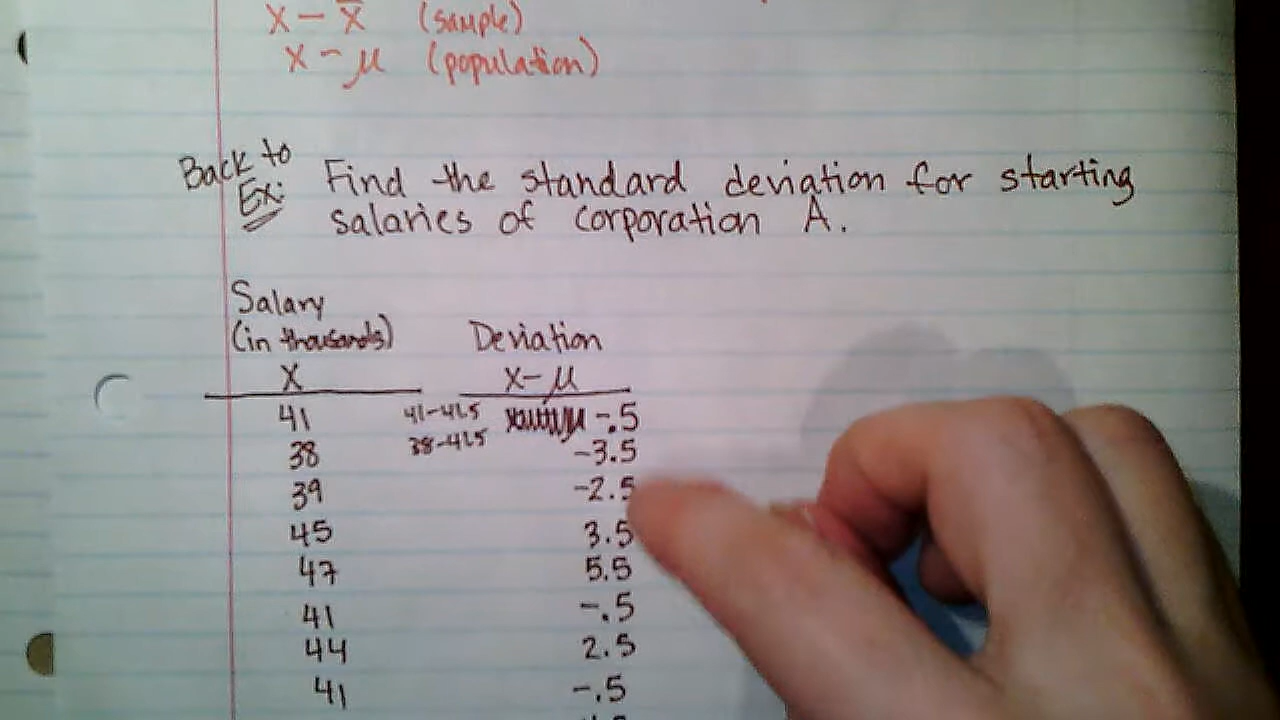 x - x̄ (sample)
x - μ (population)
Back to
Ex:
Find the standard deviation for starting
salaries of corporation A.
Salary
(in thousands) Deviation
x x-μ
41 41-41.5 -.5
38 38-41.5 -3.5
39 -2.5
45 3.5
47 5.5
41 -.5
44 2.5
41 -.5